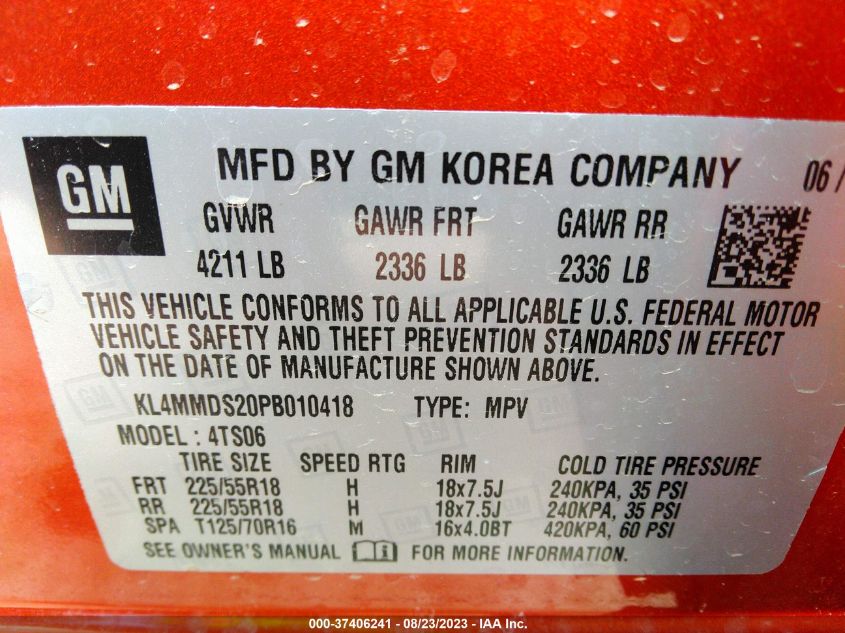 GM
MFD BY GM KOREA COMPANY 06/
GVWR GAWR FRT GAWR RR
4211 LB 2336 LB 2336 LB
THIS VEHICLE CONFORMS TO ALL APPLICABLE U.S. FEDERAL MOTOR
VEHICLE SAFETY AND THEFT PREVENTION STANDARDS IN EFFECT
ON THE DATE OF MANUFACTURE SHOWN ABOVE.
KL4MMDS20PB010418 TYPE: MPV
MODEL : 4TS06
TIRE SIZE SPEED RTG RIM COLD TIRE PRESSURE
FRT 225/55R18 H 18x7.5J 240KPA, 35 PSI
RR 225/55R18 H 18x7.5J 240KPA, 35 PSI
SPA T125/70R16 M 16x4.0BT 420KPA, 60 PSI
SEE OWNER'S MANUAL FOR MORE INFORMATION.
000-37406241 - 08/23/2023 - IAA Inc.